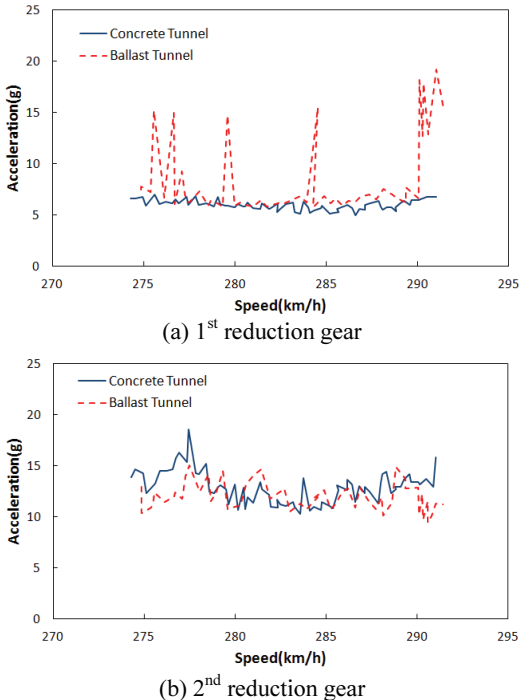 25
Concrete Tunnel
Ballast Tunnel
20
15
10
5
0
Acceleration(g)
270 275 280 285 290 295
Speed(km/h)
(a) 1st reduction gear
25
Concrete Tunnel
Ballast Tunnel
20
15
10
5
0
Acceleration(g)
270 275 280 285 290 295
Speed(km/h)
(b) 2nd reduction gear